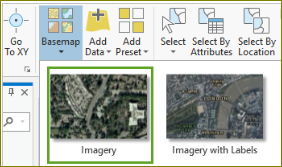 Go
To XY
Basemap
Add
Data
Add
Preset
Select
Select By
Attributes
Select By
Location
Imagery
Imagery with Labels